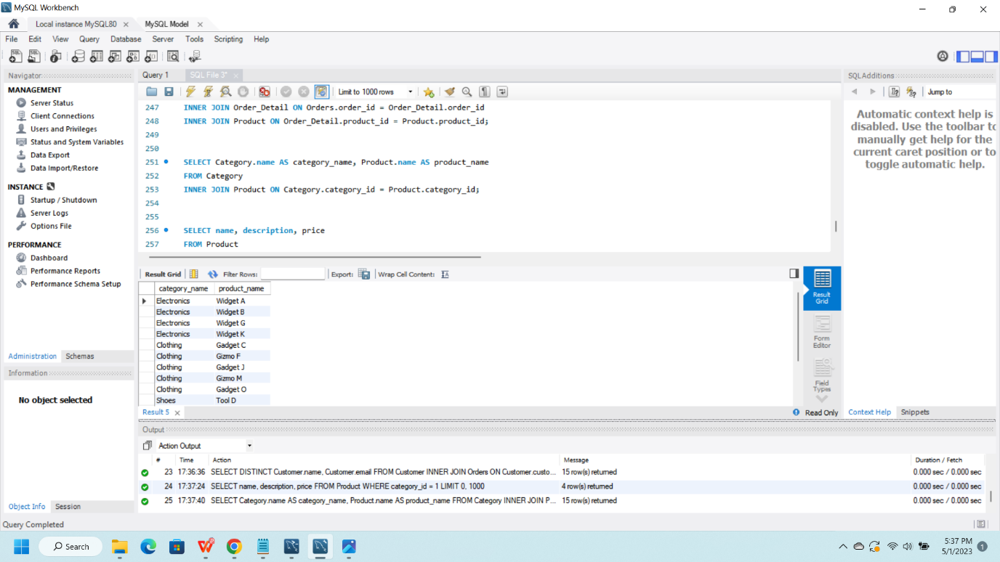 MySQL Workbench
Local instance MySQL80 × MySQL Model ×
File Edit View Query Database Server Tools Scripting Help
Navigator
MANAGEMENT
Server Status
Client Connections
Users and Privileges
Status and System Variables
Data Export
Data Import/Restore
INSTANCE
Startup / Shutdown
Server Logs
Options File
PERFORMANCE
Dashboard
Performance Reports
Performance Schema Setup
Administration Schemas
Information
No object selected
Object Info Session
Query 1 SQL File 3* ×
Limit to 1000 rows
247 INNER JOIN Order_Detail ON Orders.order_id = Order_Detail.order_id
248 INNER JOIN Product ON Order_Detail.product_id = Product.product_id;
249
250
251 SELECT Category.name AS category_name, Product.name AS product_name
252 FROM Category
253 INNER JOIN Product ON Category.category_id = Product.category_id;
254
255
256 SELECT name, description, price
257 FROM Product
Result Grid Filter Rows: Export: Wrap Cell Content:
category_name product_name
Electronics Widget A
Electronics Widget B
Electronics Widget G
Electronics Widget K
Clothing Gadget C
Clothing Gizmo F
Clothing Gadget J
Clothing Gizmo M
Clothing Gadget O
Shoes Tool D
Result Grid
Form Editor
Field Types
Result 5 × Read Only
Output
Action Output
# Time Action Message Duration / Fetch
23 17:36:36 SELECT DISTINCT Customer.name, Customer.email FROM Customer INNER JOIN Orders ON Customer.custo... 15 row(s) returned 0.000 sec / 0.000 sec
24 17:37:24 SELECT name, description, price FROM Product WHERE category_id = 1 LIMIT 0, 1000 4 row(s) returned 0.000 sec / 0.000 sec
25 17:37:40 SELECT Category.name AS category_name, Product.name AS product_name FROM Category INNER JOIN P... 15 row(s) returned 0.000 sec / 0.000 sec
SQLAdditions
Jump to
Automatic context help is
disabled. Use the toolbar to
manually get help for the
current caret position or to
toggle automatic help.
Context Help Snippets
Query Completed
Search
5:37 PM
5/1/2023
1